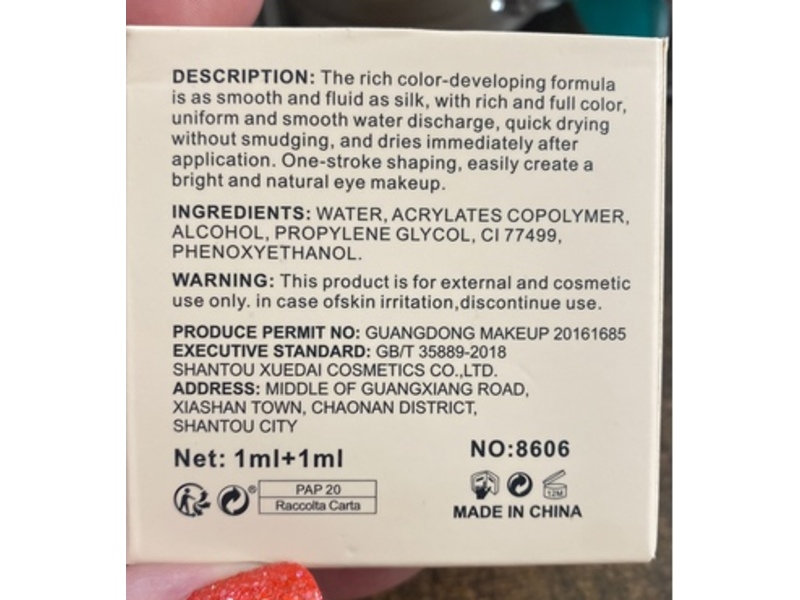 DESCRIPTION: The rich color-developing formula
is as smooth and fluid as silk, with rich and full color,
uniform and smooth water discharge, quick drying
without smudging, and dries immediately after
application. One-stroke shaping, easily create a
bright and natural eye makeup.
INGREDIENTS: WATER, ACRYLATES COPOLYMER,
ALCOHOL, PROPYLENE GLYCOL, CI 77499,
PHENOXYETHANOL.
WARNING: This product is for external and cosmetic
use only. in case ofskin irritation,discontinue use.
PRODUCE PERMIT NO: GUANGDONG MAKEUP 20161685
EXECUTIVE STANDARD: GB/T 35889-2018
SHANTOU XUEDAI COSMETICS CO.,LTD.
ADDRESS: MIDDLE OF GUANGXIANG ROAD,
XIASHAN TOWN, CHAONAN DISTRICT,
SHANTOU CITY
Net: 1ml+1ml
NO:8606
® PAP 20
Raccolta Carta
12M
MADE IN CHINA